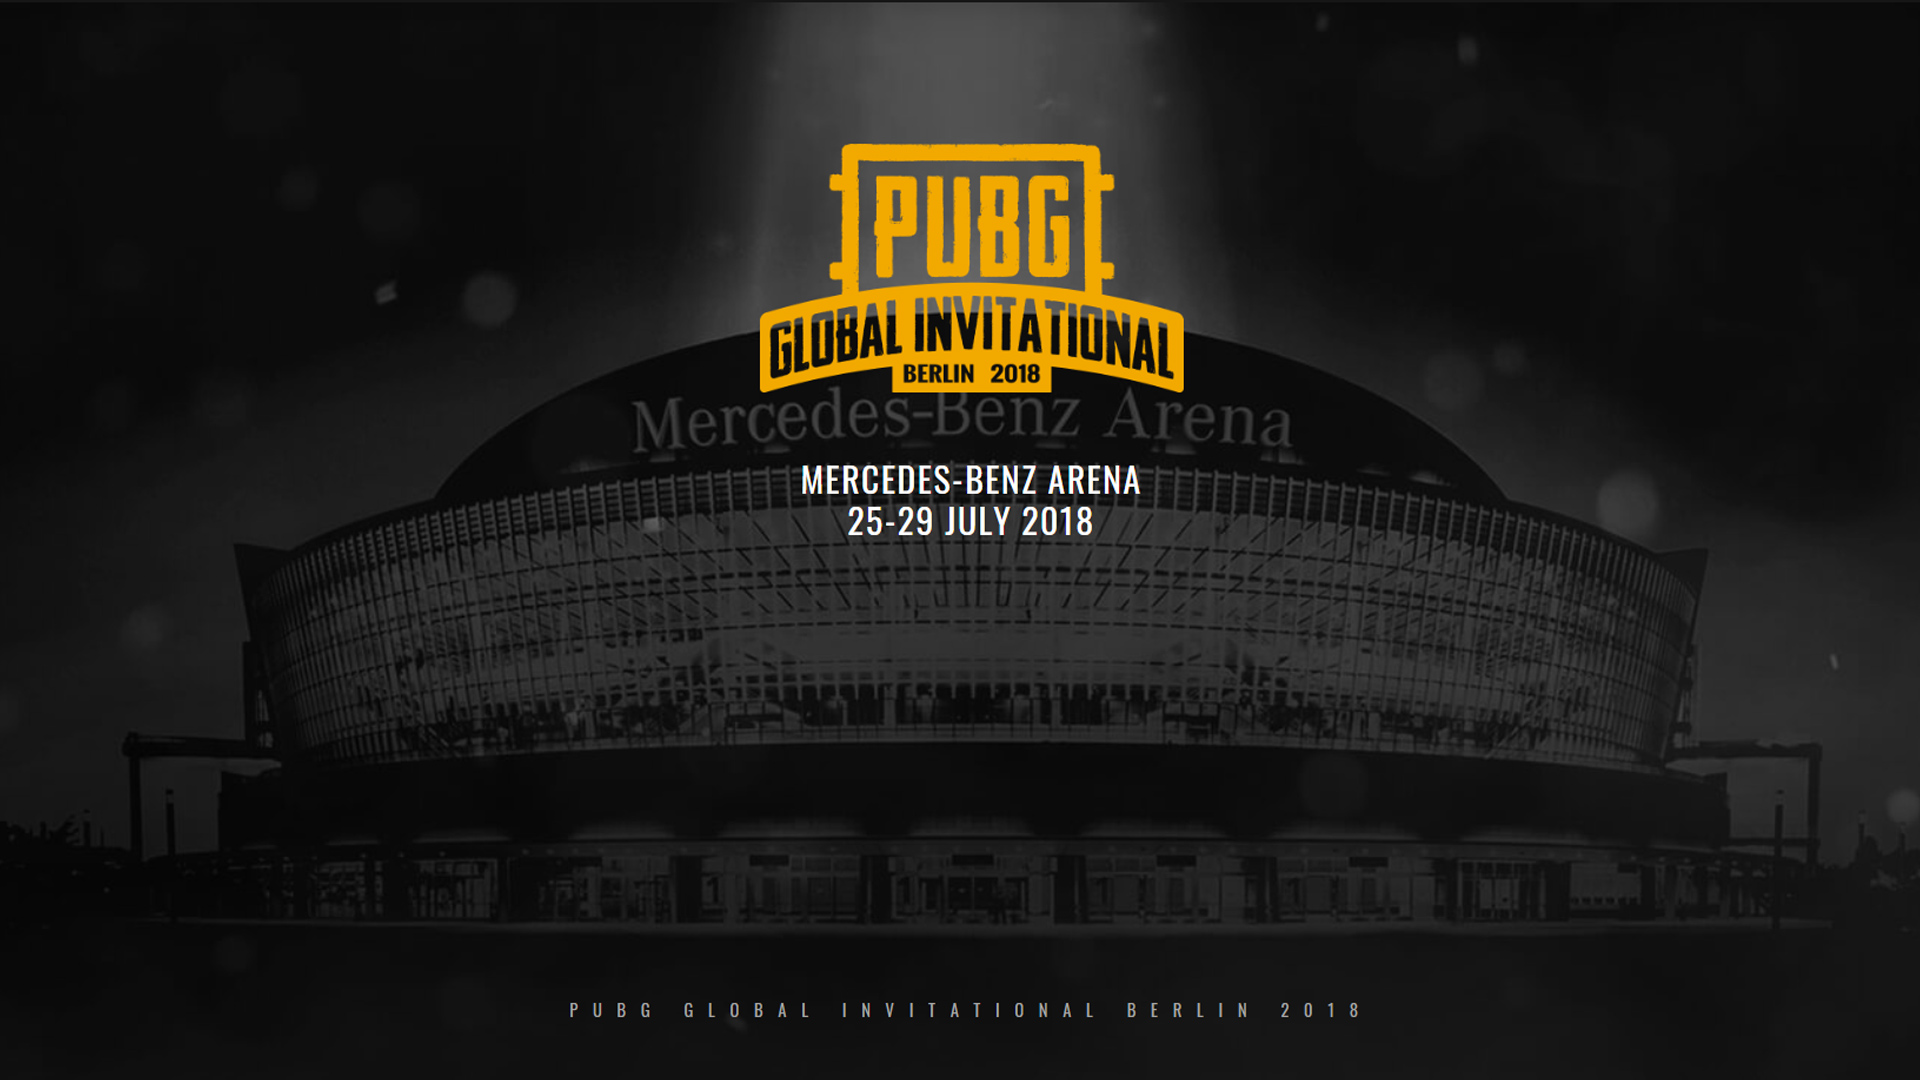 PUBG
GLOBAL INVITATIONAL
BERLIN 2018
Mercedes-Benz Arena
MERCEDES-BENZ ARENA
25-29 JULY 2018
PUBG GLOBAL INVITATIONAL BERLIN 2018